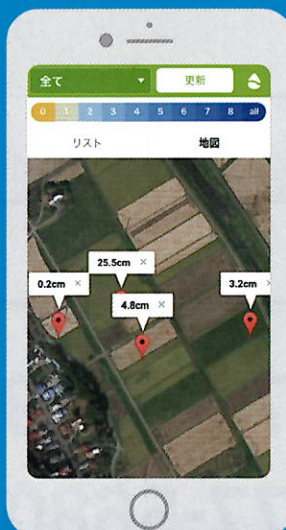 全て ▼ 更新
0 1 2 3 4 5 6 7 8 all
リスト 地図
25.5cm ×
0.2cm × 3.2cm ×
4.8cm ×